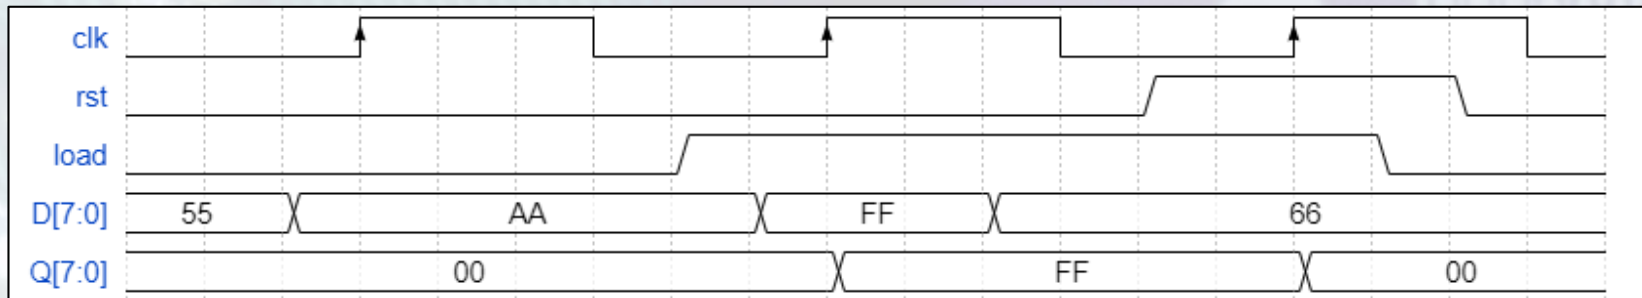 clk
rst
load
D[7:0] 55 AA FF 66
Q[7:0] 00 FF 00